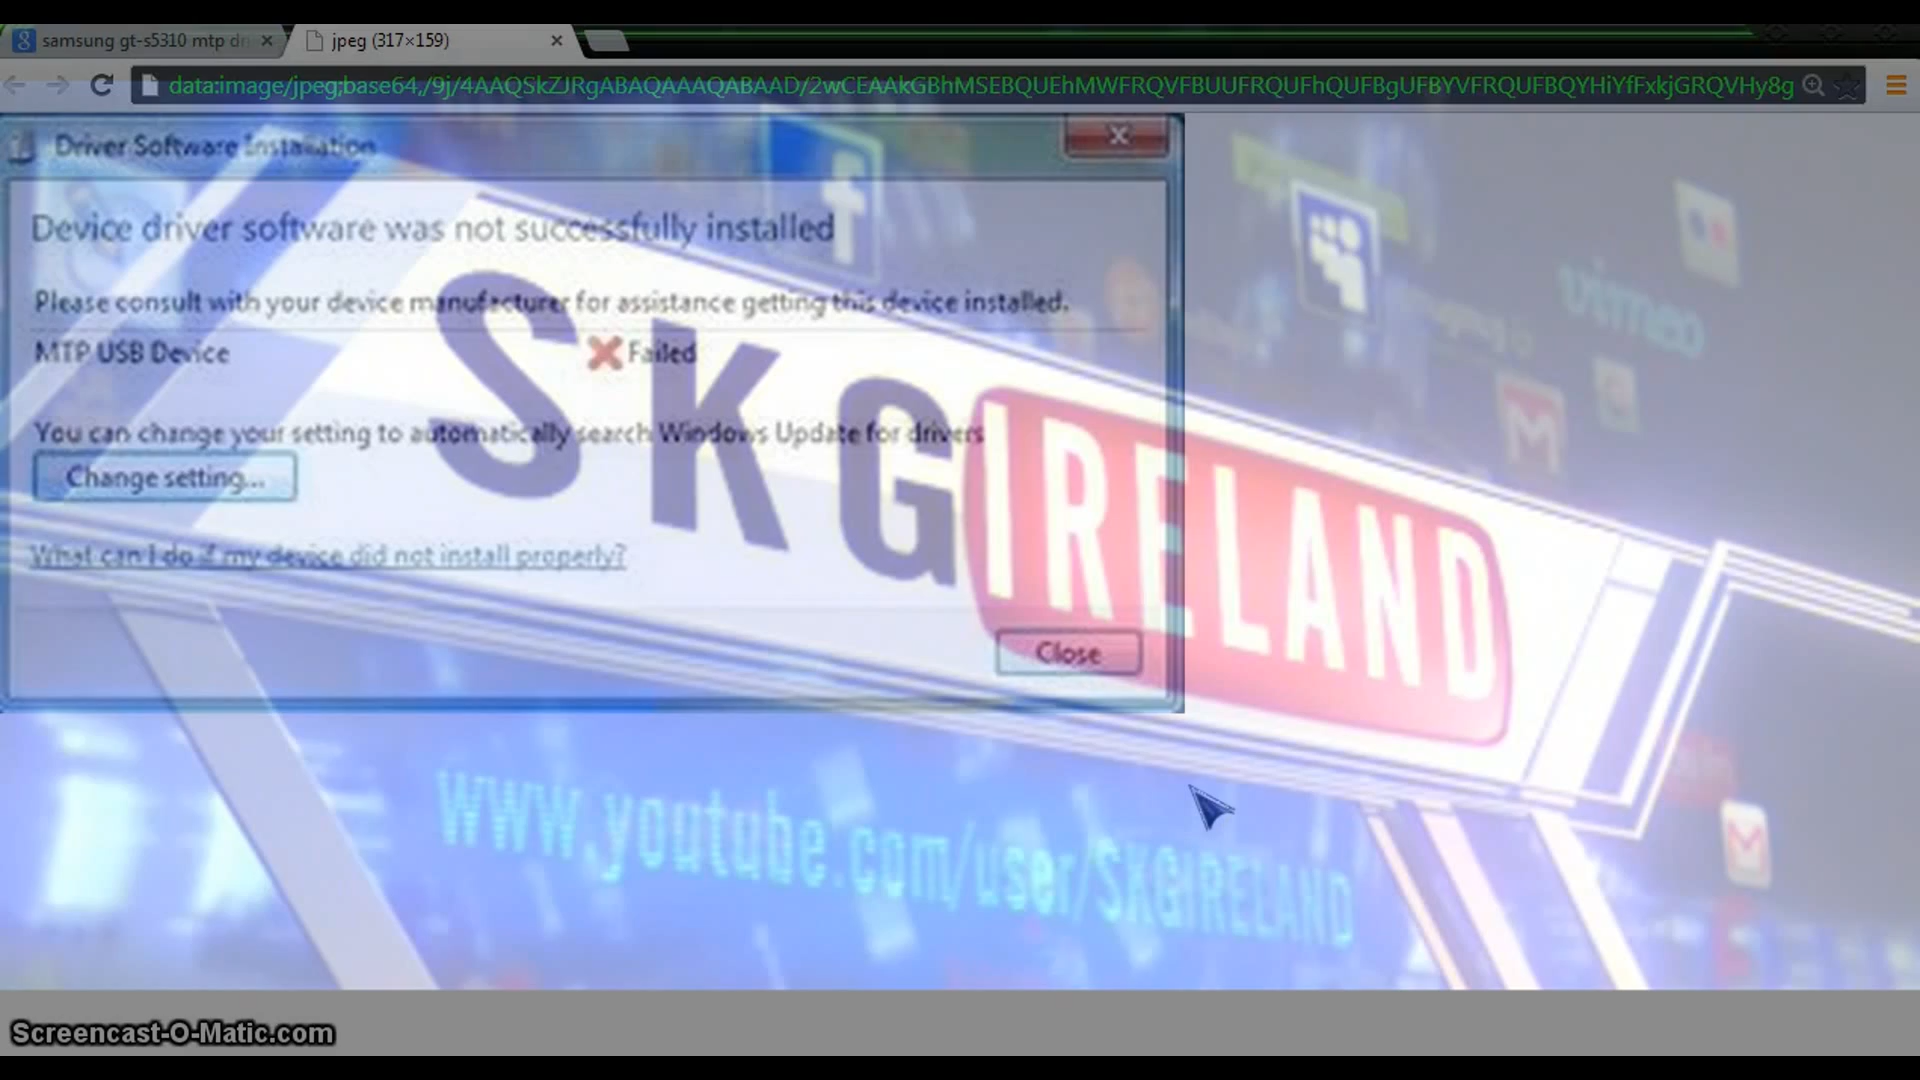 samsung gt-s5310 mtp dri
jpeg (317×159)
data:image/jpeg;base64,/9j/4AAQSkZJRgABAQAAAQABAAD/2wCEAAkGBhMSEBQUEhMWFRQVFBUUFRQUFhQUFBgUFBYVFRQUFBQYHiYfFxkjGRQVHy8g
Driver Software Installation
Device driver software was not successfully installed
Please consult with your device manufacturer for assistance getting this device installed.
MTP USB Device
Failed
You can change your setting to automatically search Windows Update for drivers
Change setting...
What can I do if my device did not install properly?
Close
SKGIRELAND
vimeo
www.youtube.com/user/SKGIRELAND
Screencast-O-Matic.com